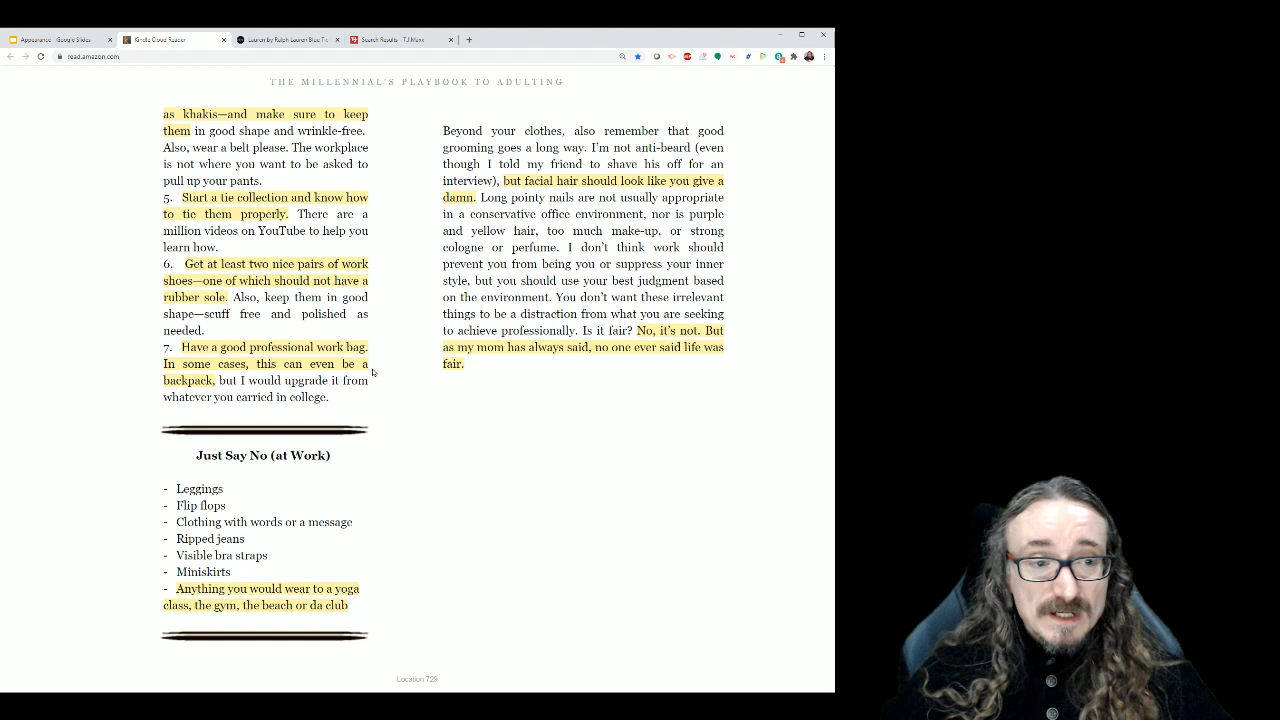 Appearance - Google Slides
Kindle Cloud Reader
Lauren by Ralph Lauren Blue Tic
Search Results - T.J.Maxx
read.amazon.com
THE MILLENNIAL'S PLAYBOOK TO ADULTING
as khakis—and make sure to keep
them in good shape and wrinkle-free.
Also, wear a belt please. The workplace
is not where you want to be asked to
pull up your pants.
5. Start a tie collection and know how
to tie them properly. There are a
million videos on YouTube to help you
learn how.
6. Get at least two nice pairs of work
shoes—one of which should not have a
rubber sole. Also, keep them in good
shape—scuff free and polished as
needed.
7. Have a good professional work bag.
In some cases, this can even be a
backpack, but I would upgrade it from
whatever you carried in college.
Just Say No (at Work)
- Leggings
- Flip flops
- Clothing with words or a message
- Ripped jeans
- Visible bra straps
- Miniskirts
- Anything you would wear to a yoga
class, the gym, the beach or da club
Beyond your clothes, also remember that good
grooming goes a long way. I'm not anti-beard (even
though I told my friend to shave his off for an
interview), but facial hair should look like you give a
damn. Long pointy nails are not usually appropriate
in a conservative office environment, nor is purple
and yellow hair, too much make-up, or strong
cologne or perfume. I don't think work should
prevent you from being you or suppress your inner
style, but you should use your best judgment based
on the environment. You don't want these irrelevant
things to be a distraction from what you are seeking
to achieve professionally. Is it fair? No, it's not. But
as my mom has always said, no one ever said life was
fair.
Location 729